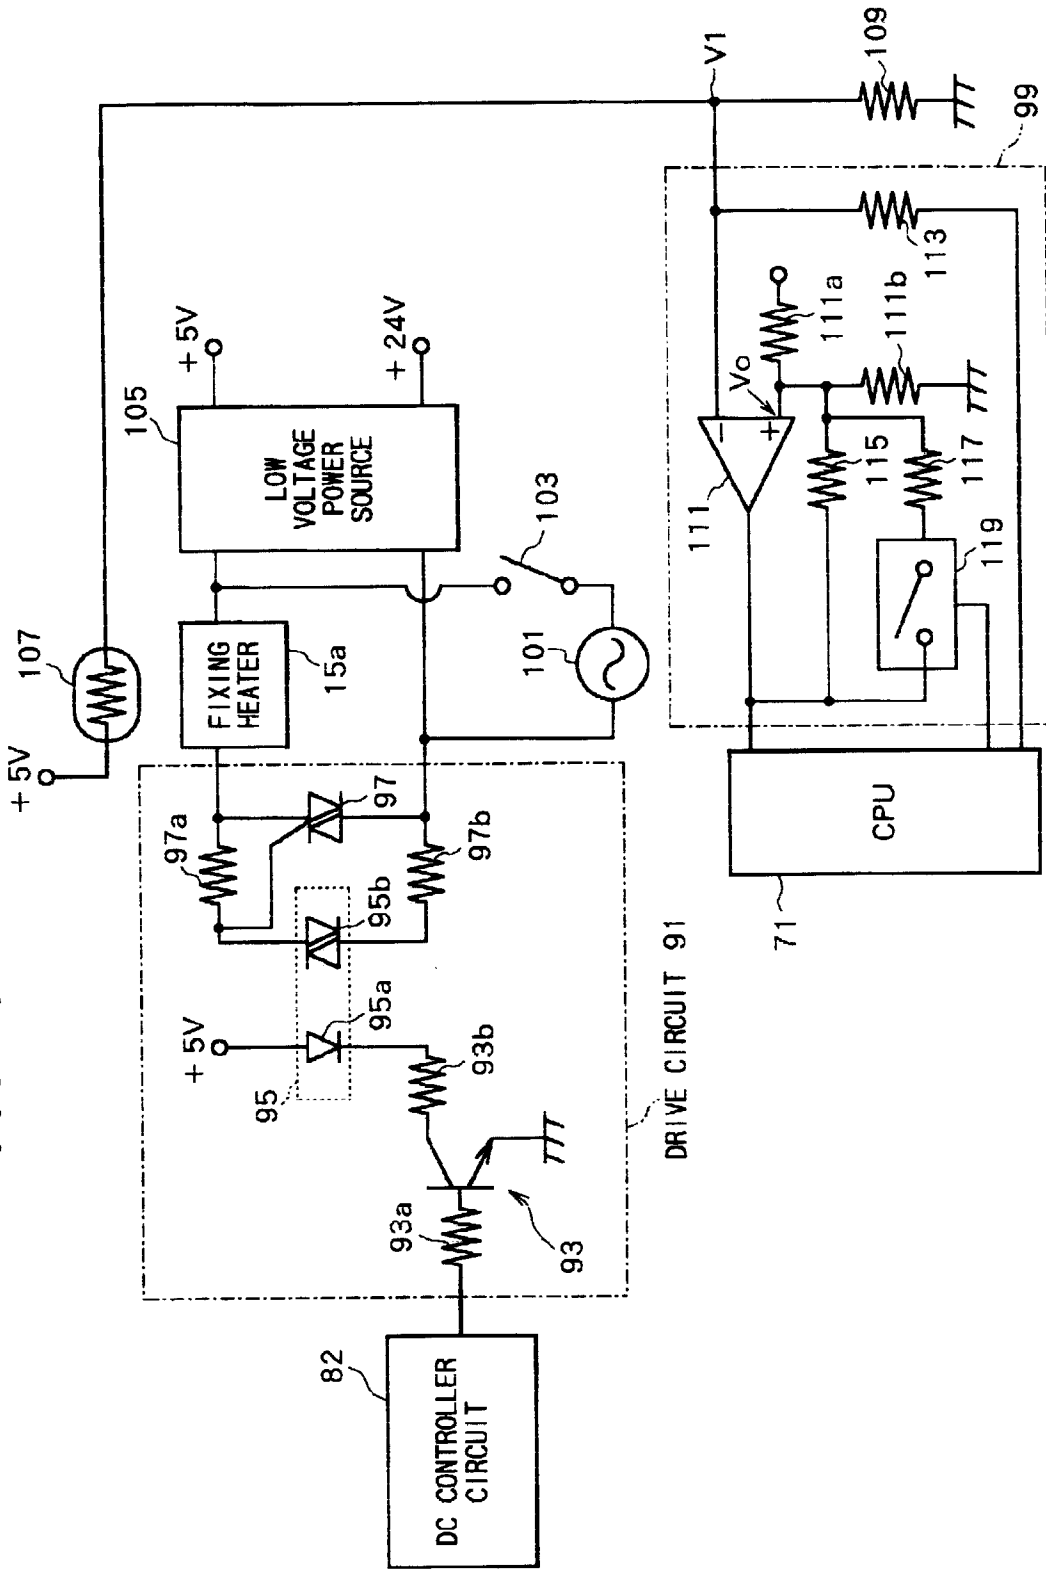 +5V
107
109
V1
99
113
111a
111b
Vo
111
115
117
119
CPU
71
105
+5V
+24V
LOW
VOLTAGE
POWER
SOURCE
103
101
FIXING
HEATER
15a
97a
97
97b
95b
95a
95
+5V
93b
93a
93
DRIVE CIRCUIT 91
82
DC CONTROLLER
CIRCUIT
-
+